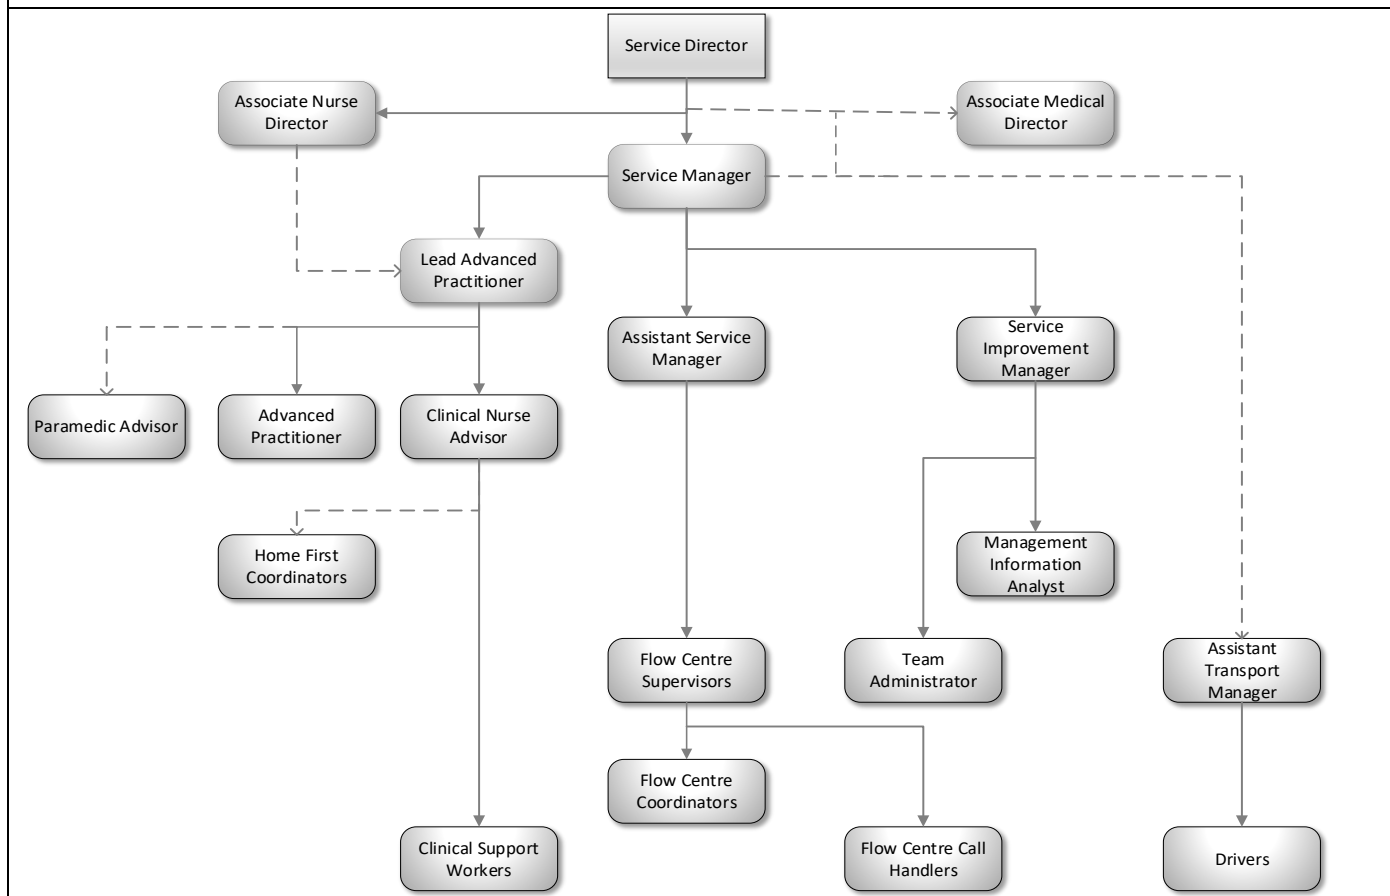 Service Director
Associate Nurse
Director
Associate Medical
Director
Service Manager
Lead Advanced
Practitioner
Assistant Service
Manager
Service
Improvement
Manager
Paramedic Advisor
Advanced
Practitioner
Clinical Nurse
Advisor
Home First
Coordinators
Management
Information
Analyst
Flow Centre
Supervisors
Team
Administrator
Assistant
Transport
Manager
Flow Centre
Coordinators
Clinical Support
Workers
Flow Centre Call
Handlers
Drivers